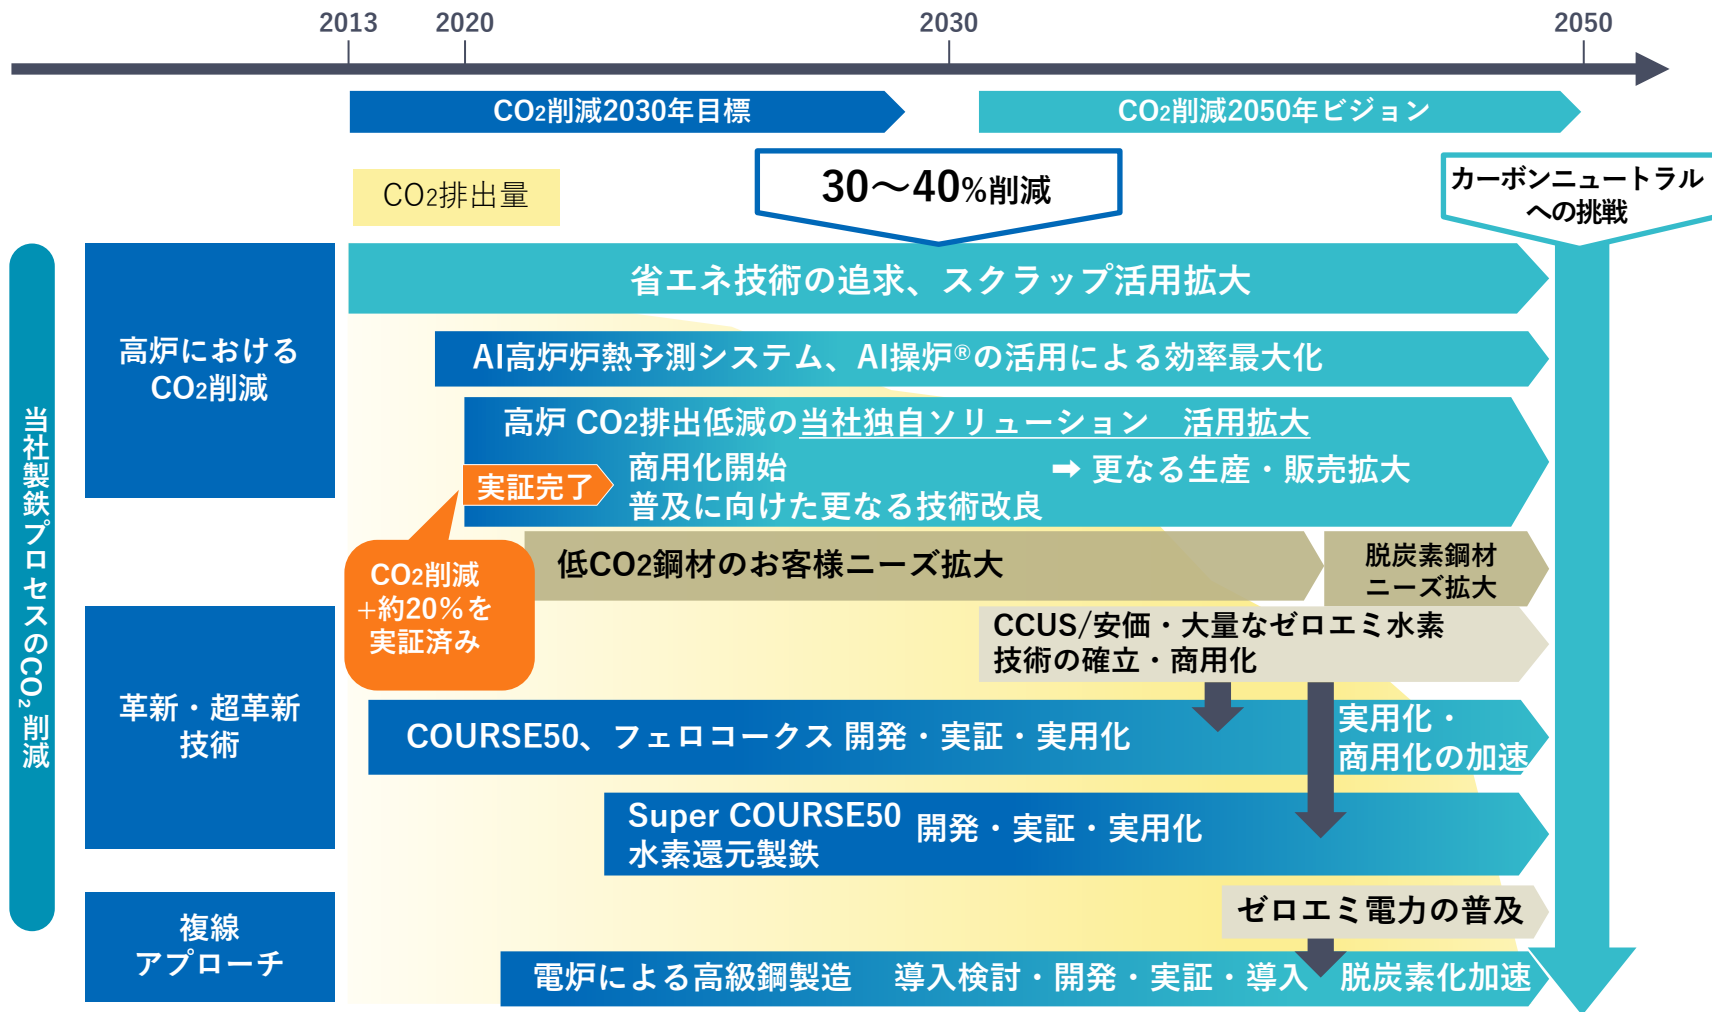 2013
2020
2030
2050
CO2削減2030年目標
CO2削減2050年ビジョン
30～40%削減
カーボンニュートラル
への挑戦
CO2排出量
当社製鉄プロセスのCO₂削減
高炉における
CO2削減
省エネ技術の追求、スクラップ活用拡大
AI高炉炉熱予測システム、AI操炉®の活用による効率最大化
高炉 CO2排出低減の当社独自ソリューション　活用拡大
実証完了
商用化開始
➡ 更なる生産・販売拡大
普及に向けた更なる技術改良
CO2削減
+約20%を
実証済み
低CO2鋼材のお客様ニーズ拡大
脱炭素鋼材
ニーズ拡大
革新・超革新
技術
CCUS/安価・大量なゼロエミ水素
技術の確立・商用化
COURSE50、フェロコークス 開発・実証・実用化
実用化・
商用化の加速
Super COURSE50
水素還元製鉄
開発・実証・実用化
複線
アプローチ
ゼロエミ電力の普及
電炉による高級鋼製造　導入検討・開発・実証・導入
脱炭素化加速